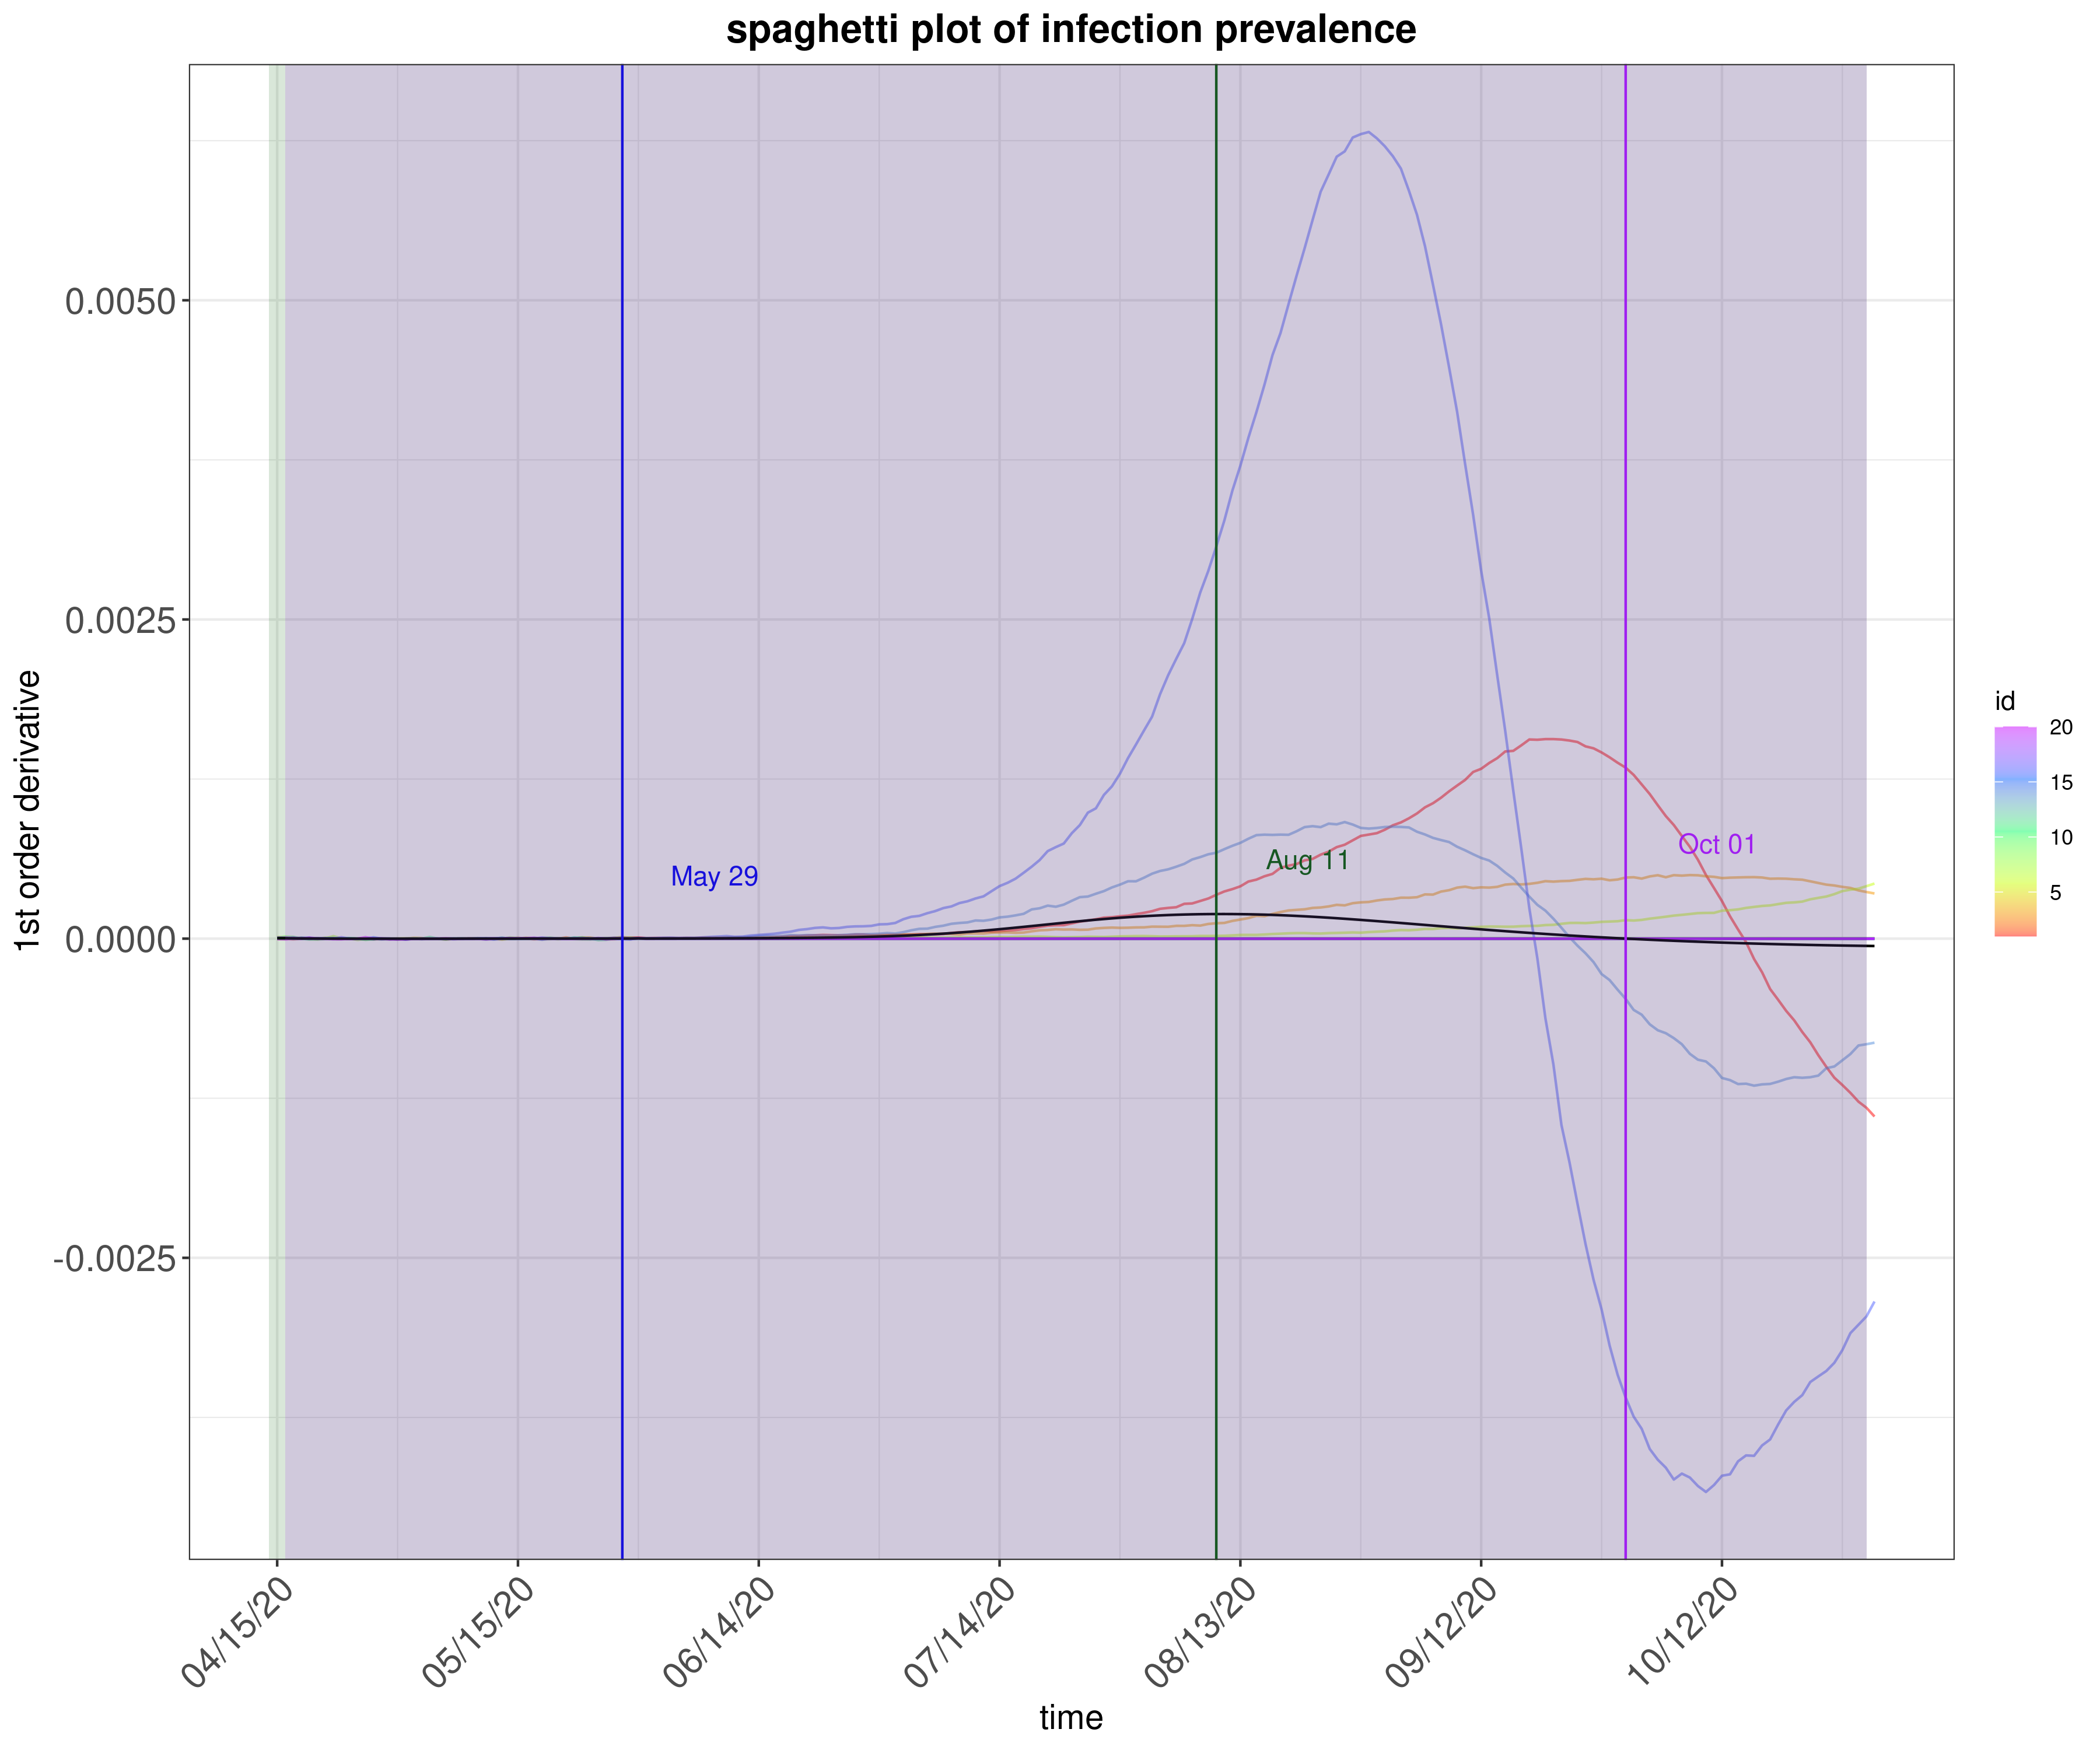 spaghetti plot of infection prevalence
1st order derivative
0.0050
0.0025
0.0000
-0.0025
May 29
Aug 11
Oct 01
id
20
15
10
5
04/15/20
05/15/20
06/14/20
07/14/20
08/13/20
09/12/20
10/12/20
time